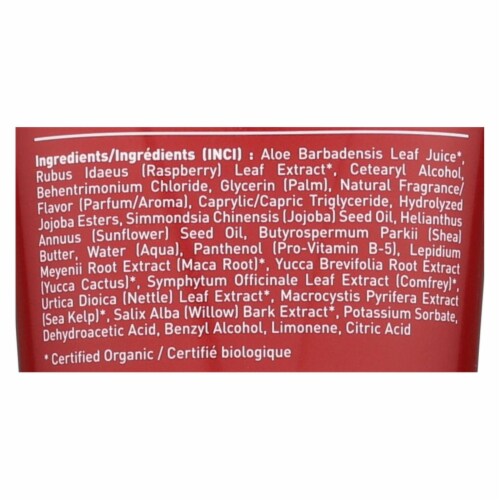 Ingredients/Ingrédients (INCI) : Aloe Barbadensis Leaf Juice*,
Rubus Idaeus (Raspberry) Leaf Extract*, Cetearyl Alcohol,
Behentrimonium Chloride, Glycerin (Palm), Natural Fragrance/
Flavor (Parfum/Aroma), Caprylic/Capric Triglyceride, Hydrolyzed
Jojoba Esters, Simmondsia Chinensis (Jojoba) Seed Oil, Helianthus
Annuus (Sunflower) Seed Oil, Butyrospermum Parkii (Shea)
Butter, Water (Aqua), Panthenol (Pro-Vitamin B-5), Lepidium
Meyenii Root Extract (Maca Root)*, Yucca Brevifolia Root Extract
(Yucca Cactus)*, Symphytum Officinale Leaf Extract (Comfrey)*,
Urtica Dioica (Nettle) Leaf Extract*, Macrocystis Pyrifera Extract
(Sea Kelp)*, Salix Alba (Willow) Bark Extract*, Potassium Sorbate,
Dehydroacetic Acid, Benzyl Alcohol, Limonene, Citric Acid
* Certified Organic / Certifié biologique